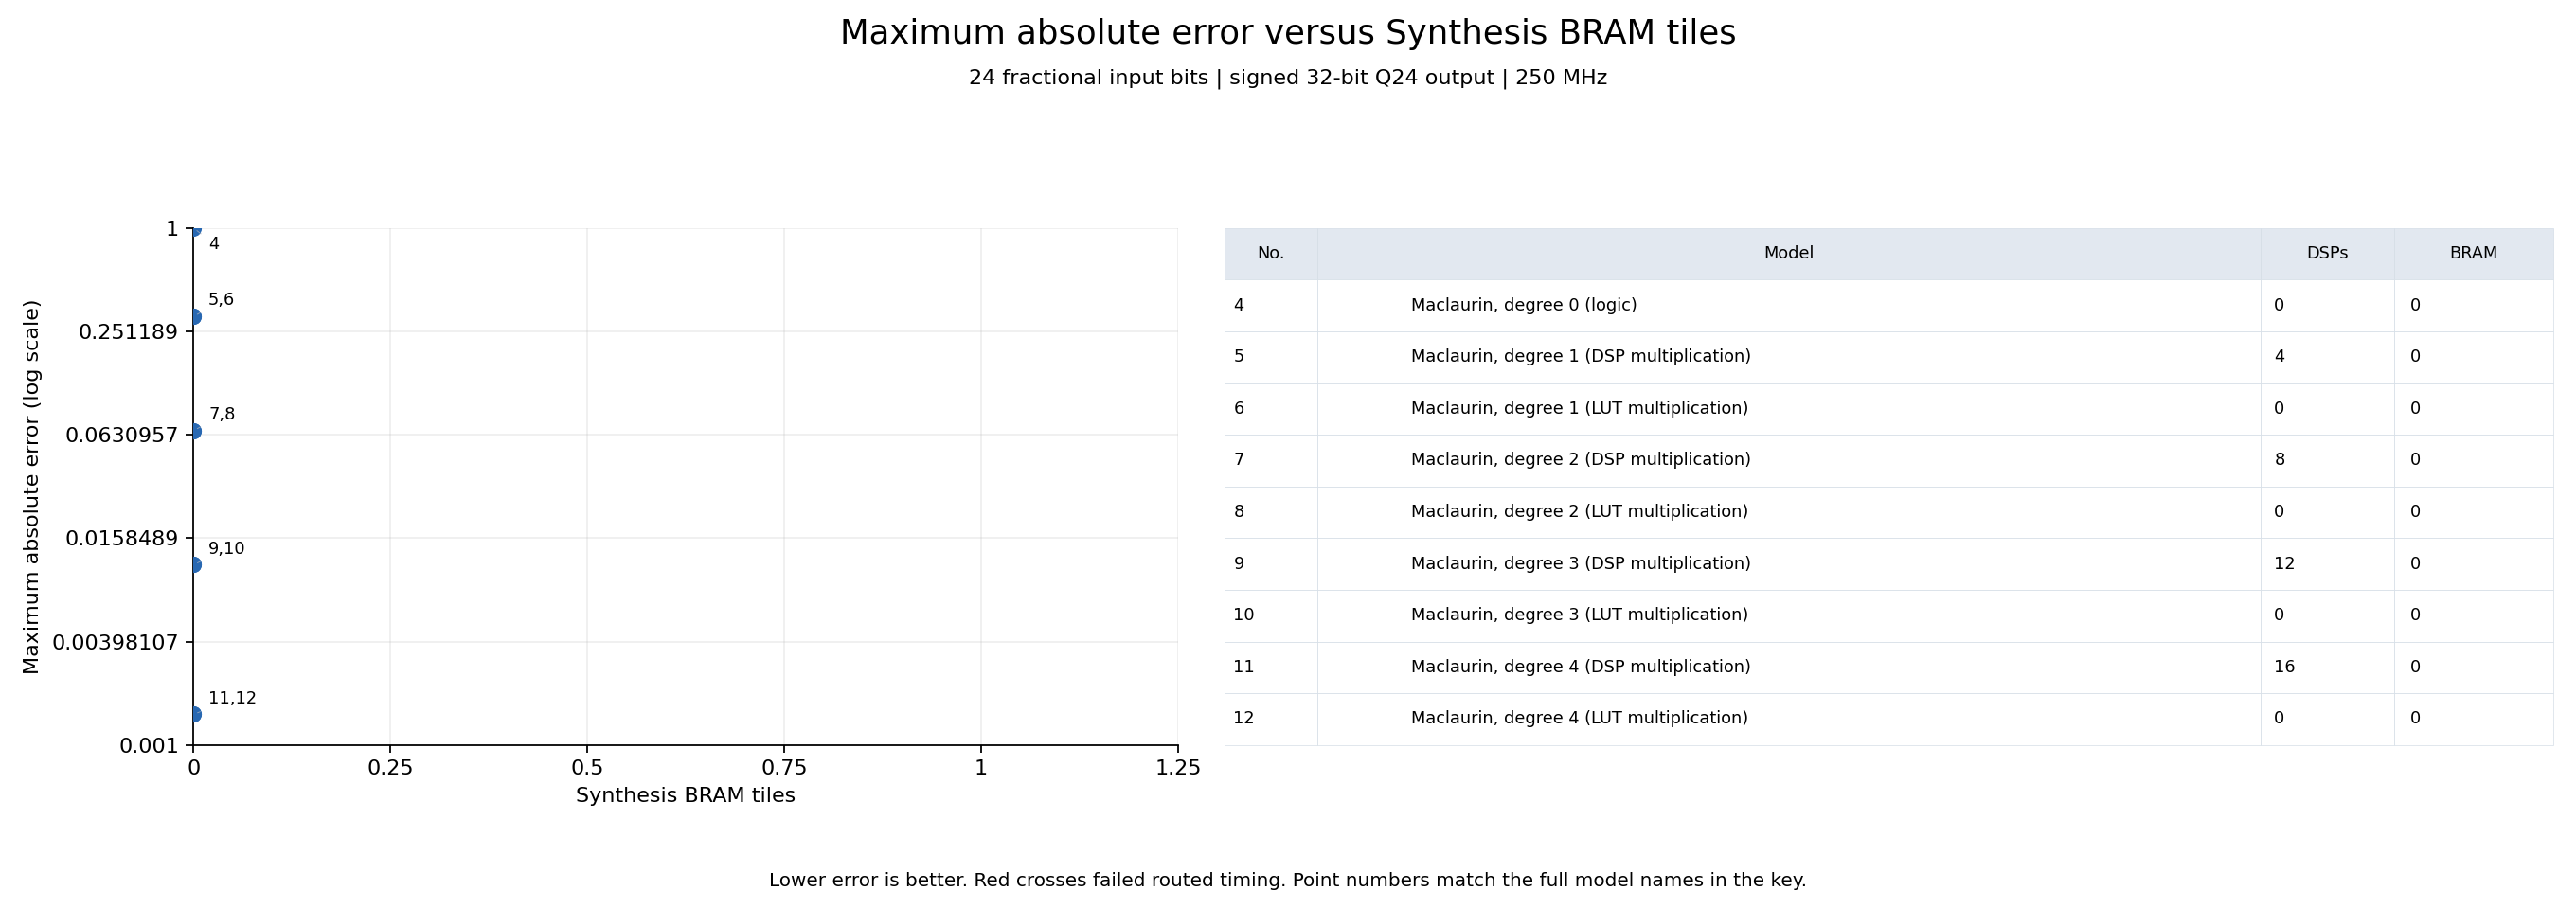 Maximum absolute error versus Synthesis BRAM tiles
24 fractional input bits | signed 32-bit Q24 output | 250 MHz
Maximum absolute error (log scale)
1
0.251189
0.0630957
0.0158489
0.00398107
0.001
4
5,6
7,8
9,10
11,12
0 0.25 0.5 0.75 1 1.25
Synthesis BRAM tiles
No. Model DSPs BRAM
4 Maclaurin, degree 0 (logic) 0 0
5 Maclaurin, degree 1 (DSP multiplication) 4 0
6 Maclaurin, degree 1 (LUT multiplication) 0 0
7 Maclaurin, degree 2 (DSP multiplication) 8 0
8 Maclaurin, degree 2 (LUT multiplication) 0 0
9 Maclaurin, degree 3 (DSP multiplication) 12 0
10 Maclaurin, degree 3 (LUT multiplication) 0 0
11 Maclaurin, degree 4 (DSP multiplication) 16 0
12 Maclaurin, degree 4 (LUT multiplication) 0 0
Lower error is better. Red crosses failed routed timing. Point numbers match the full model names in the key.